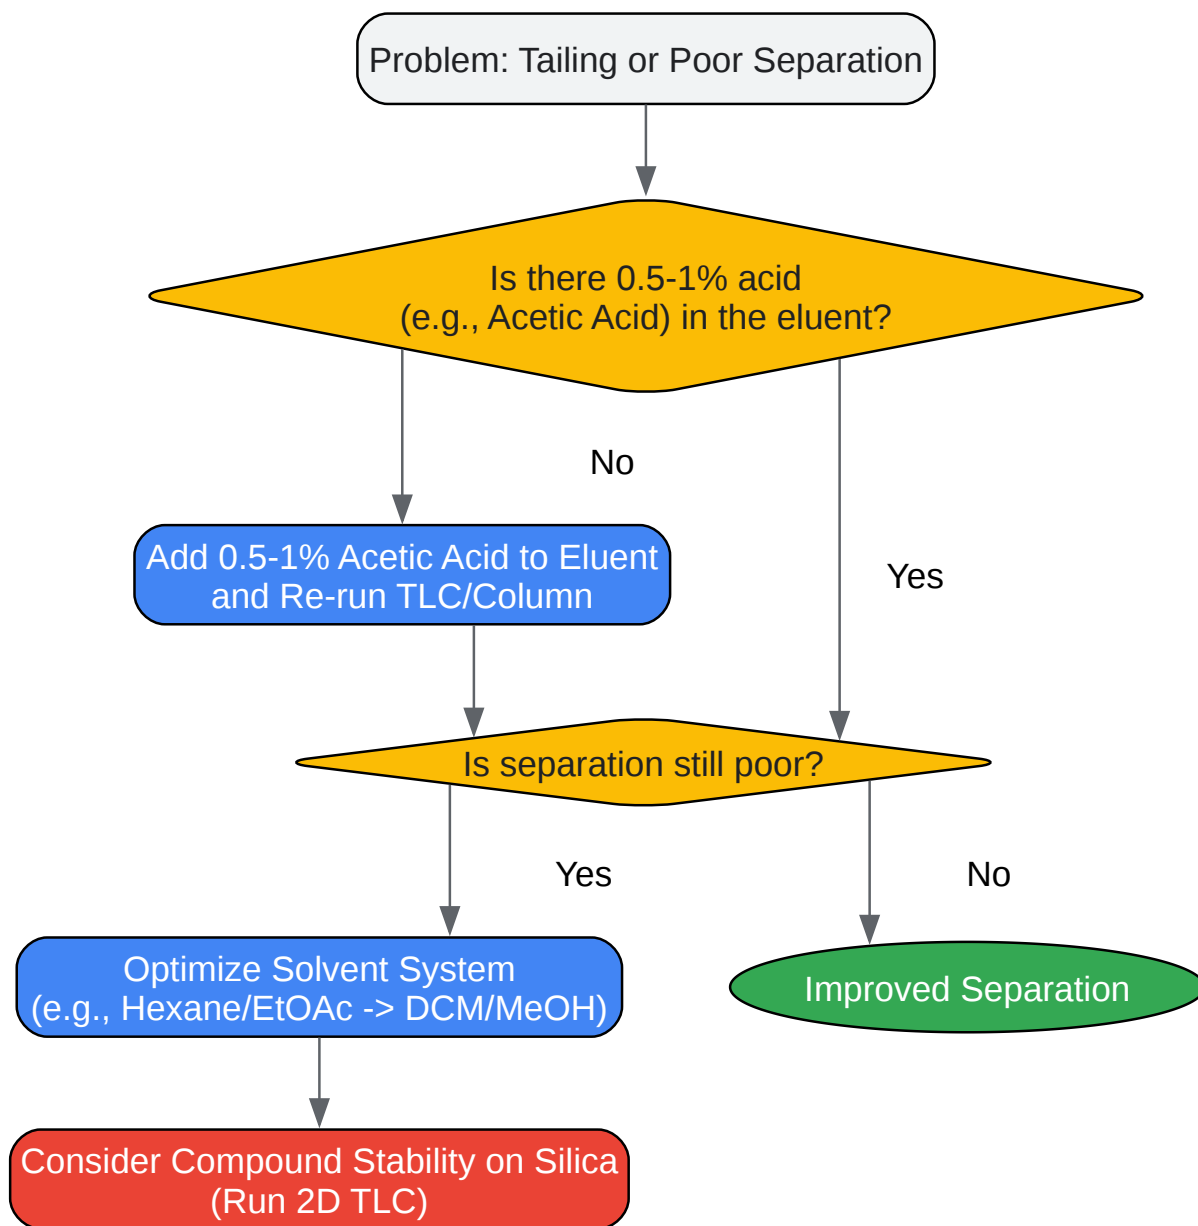 Problem: Tailing or Poor Separation
Is there 0.5-1% acid
(e.g., Acetic Acid) in the eluent?
No
Add 0.5-1% Acetic Acid to Eluent
and Re-run TLC/Column
Yes
Is separation still poor?
Yes
No
Optimize Solvent System
(e.g., Hexane/EtOAc -> DCM/MeOH)
Improved Separation
Consider Compound Stability on Silica
(Run 2D TLC)